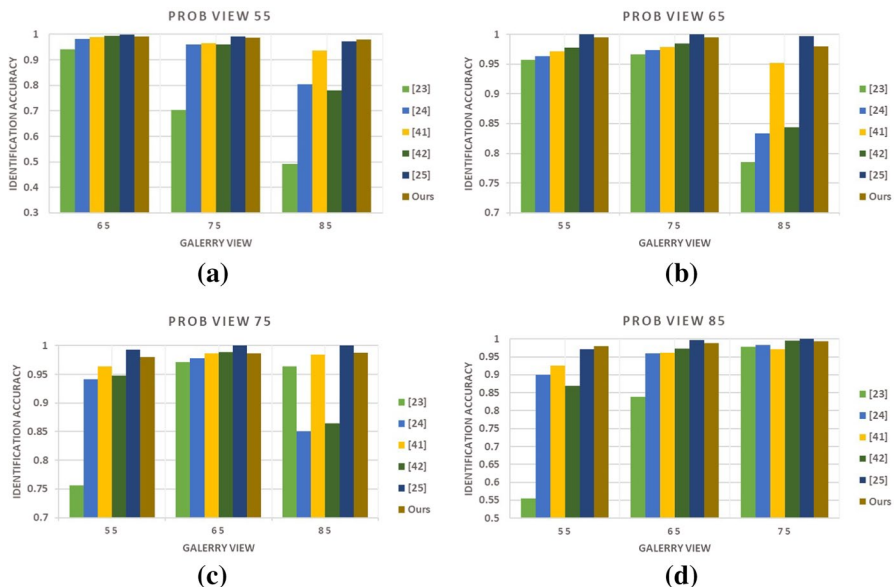 PROB VIEW 55
IDENTIFICATION ACCURACY
1
0.9
0.8
0.7
0.6
0.5
0.4
0.3
65 75 85
GALERRY VIEW
[23]
[24]
[41]
[42]
[25]
Ours
(a)
PROB VIEW 65
IDENTIFICATION ACCURACY
1
0.95
0.9
0.85
0.8
0.75
0.7
55 75 85
GALERRY VIEW
[23]
[24]
[41]
[42]
[25]
Ours
(b)
PROB VIEW 75
IDENTIFICATION ACCURACY
1
0.95
0.9
0.85
0.8
0.75
0.7
55 65 85
GALERRY VIEW
[23]
[24]
[41]
[42]
[25]
Ours
(c)
PROB VIEW 85
IDENTIFICATION ACCURACY
1
0.95
0.9
0.85
0.8
0.75
0.7
0.65
0.6
0.55
0.5
55 65 75
GALERRY VIEW
[23]
[24]
[41]
[42]
[25]
Ours
(d)